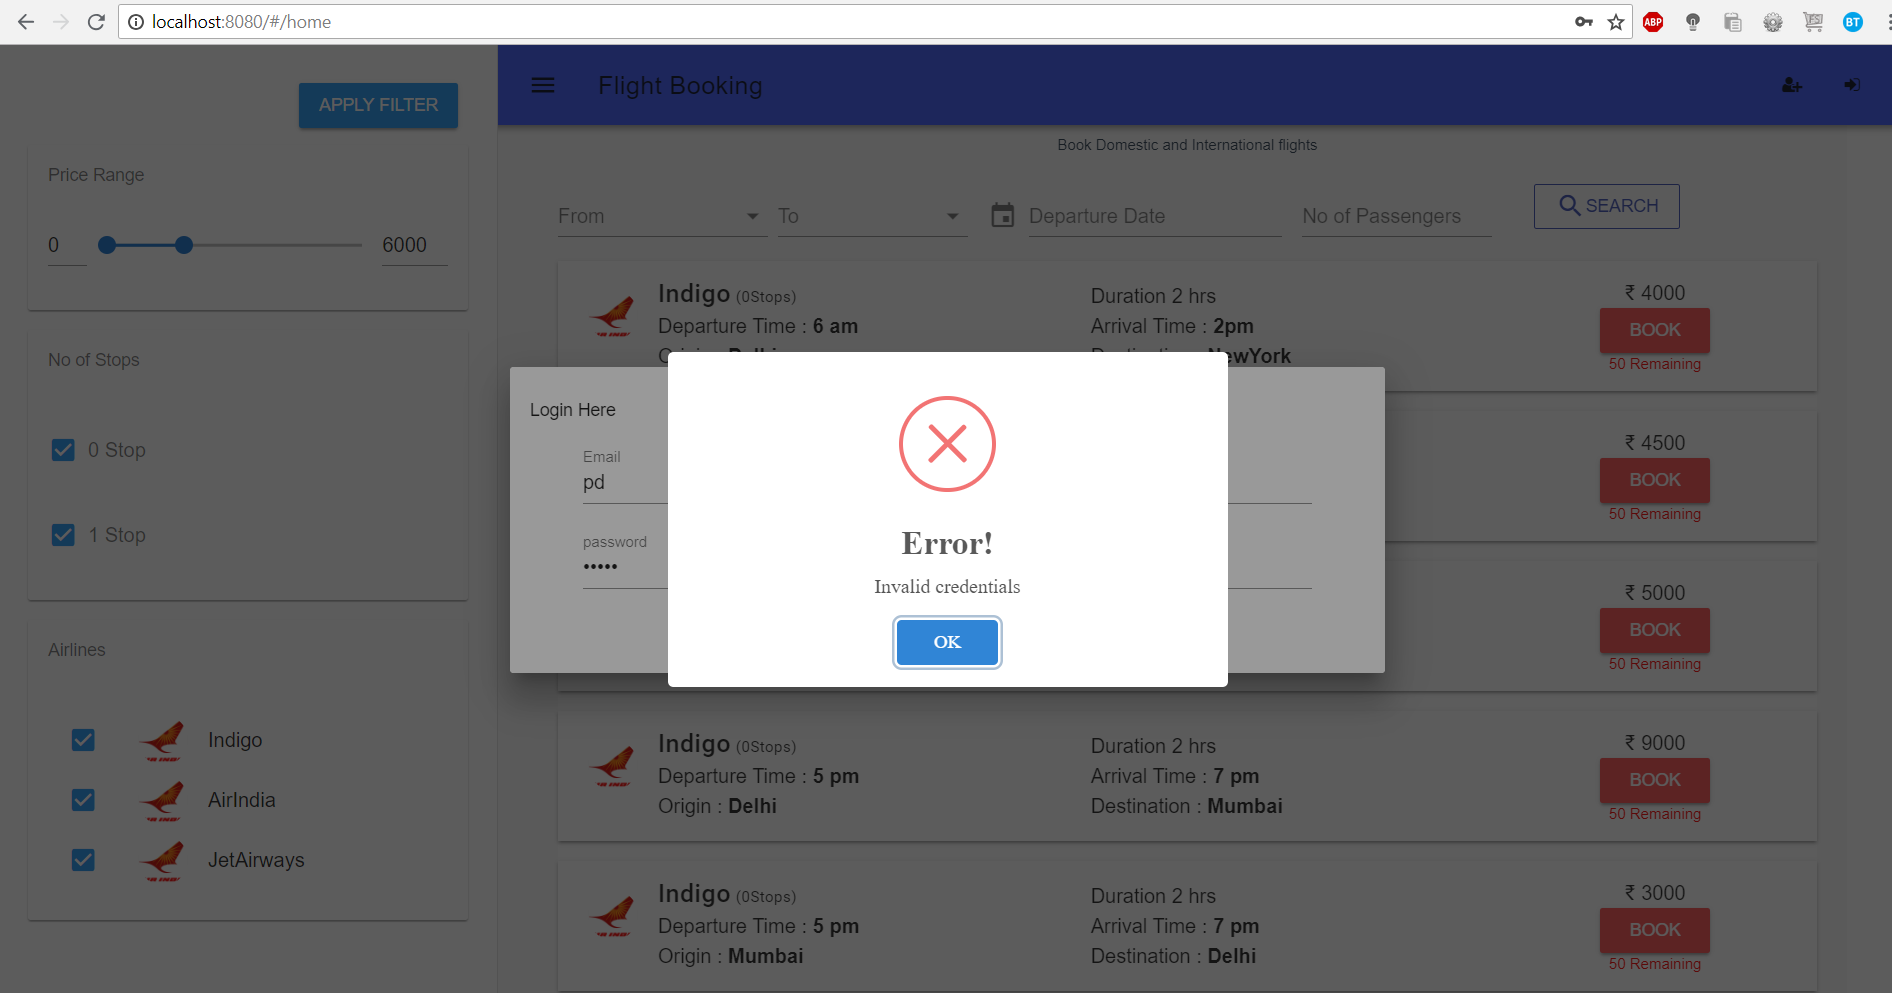 localhost:8080/#/home
ABP
BT
APPLY FILTER
Price Range
0
6000
No of Stops
0 Stop
1 Stop
Airlines
Indigo
AirIndia
JetAirways
Flight Booking
Book Domestic and International flights
From
To
Departure Date
No of Passengers
SEARCH
Indigo (0Stops)
Duration 2 hrs
₹ 4000
Departure Time : 6 am
Arrival Time : 2pm
BOOK
50 Remaining
Login Here
Email
pd
password
•••••
Error!
Invalid credentials
OK
₹ 4500
BOOK
50 Remaining
₹ 5000
BOOK
50 Remaining
Indigo (0Stops)
Duration 2 hrs
₹ 9000
Departure Time : 5 pm
Arrival Time : 7 pm
BOOK
Origin : Delhi
Destination : Mumbai
50 Remaining
Indigo (0Stops)
Duration 2 hrs
₹ 3000
Departure Time : 5 pm
Arrival Time : 7 pm
BOOK
Origin : Mumbai
Destination : Delhi
50 Remaining